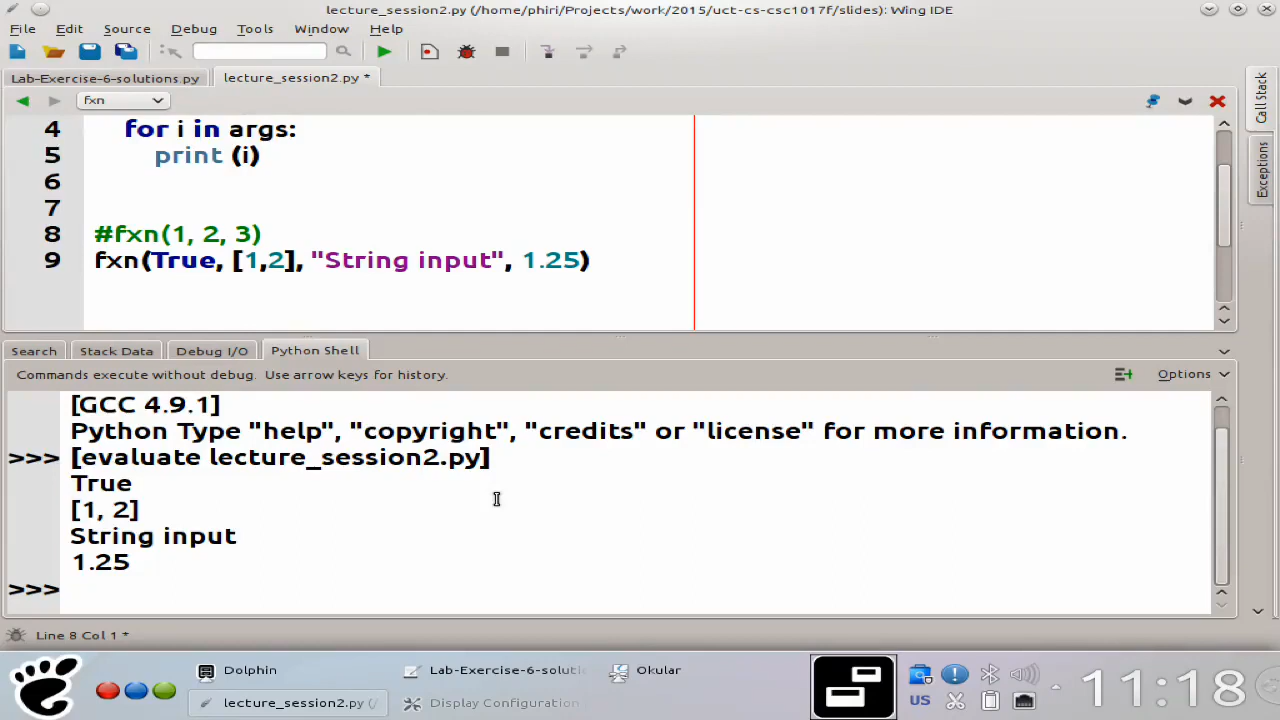 lecture_session2.py (/home/phiri/Projects/work/2015/uct-cs-csc1017f/slides): Wing IDE
File Edit Source Debug Tools Window Help
Lab-Exercise-6-solutions.py lecture_session2.py *
fxn
Call Stack
Exceptions
4 for i in args:
5 print (i)
6
7
8 #fxn(1, 2, 3)
9 fxn(True, [1,2], "String input", 1.25)
Search Stack Data Debug I/O Python Shell
Commands execute without debug. Use arrow keys for history. Options
[GCC 4.9.1]
Python Type "help", "copyright", "credits" or "license" for more information.
>>> [evaluate lecture_session2.py]
True
[1, 2]
String input
1.25
>>>
Line 8 Col 1 *
Dolphin Lab-Exercise-6-solutio Okular
lecture_session2.py (/ Display Configuration
US
11:18